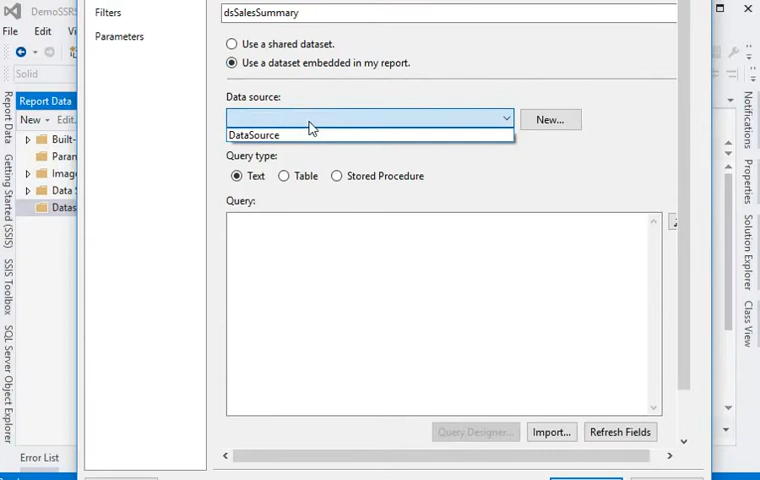 DemoSSRS
File Edit
Solid
Report Data
New Edit.
Built-
Param
Image
Data S
Datas
Report Data
Getting Started (SSIS)
SSIS Toolbox
SQL Server Object Explorer
Error List
Filters
Parameters
dsSalesSummary
Use a shared dataset.
Use a dataset embedded in my report.
Data source:
New...
DataSource
Query type:
Text Table Stored Procedure
Query:
Query Designer... Import... Refresh Fields
Notifications
Properties
Solution Explorer
Class View